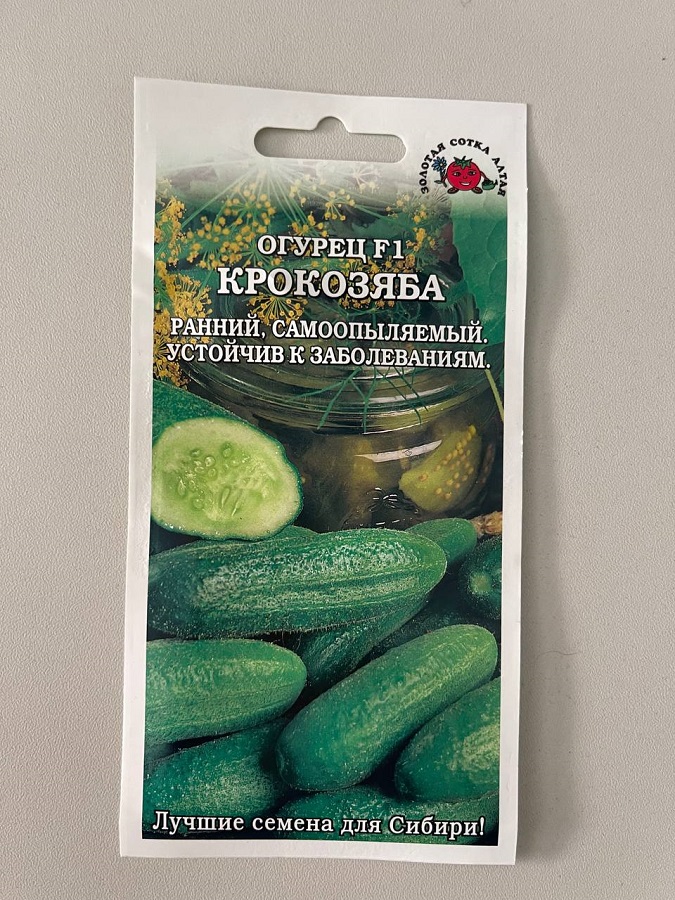 ЗОЛОТАЯ СОТКА АЛТАЯ
ОГУРЕЦ F1
КРОКОЗЯБА
РАННИЙ, САМООПЫЛЯЕМЫЙ.
УСТОЙЧИВ К ЗАБОЛЕВАНИЯМ.
Лучшие семена для Сибири!